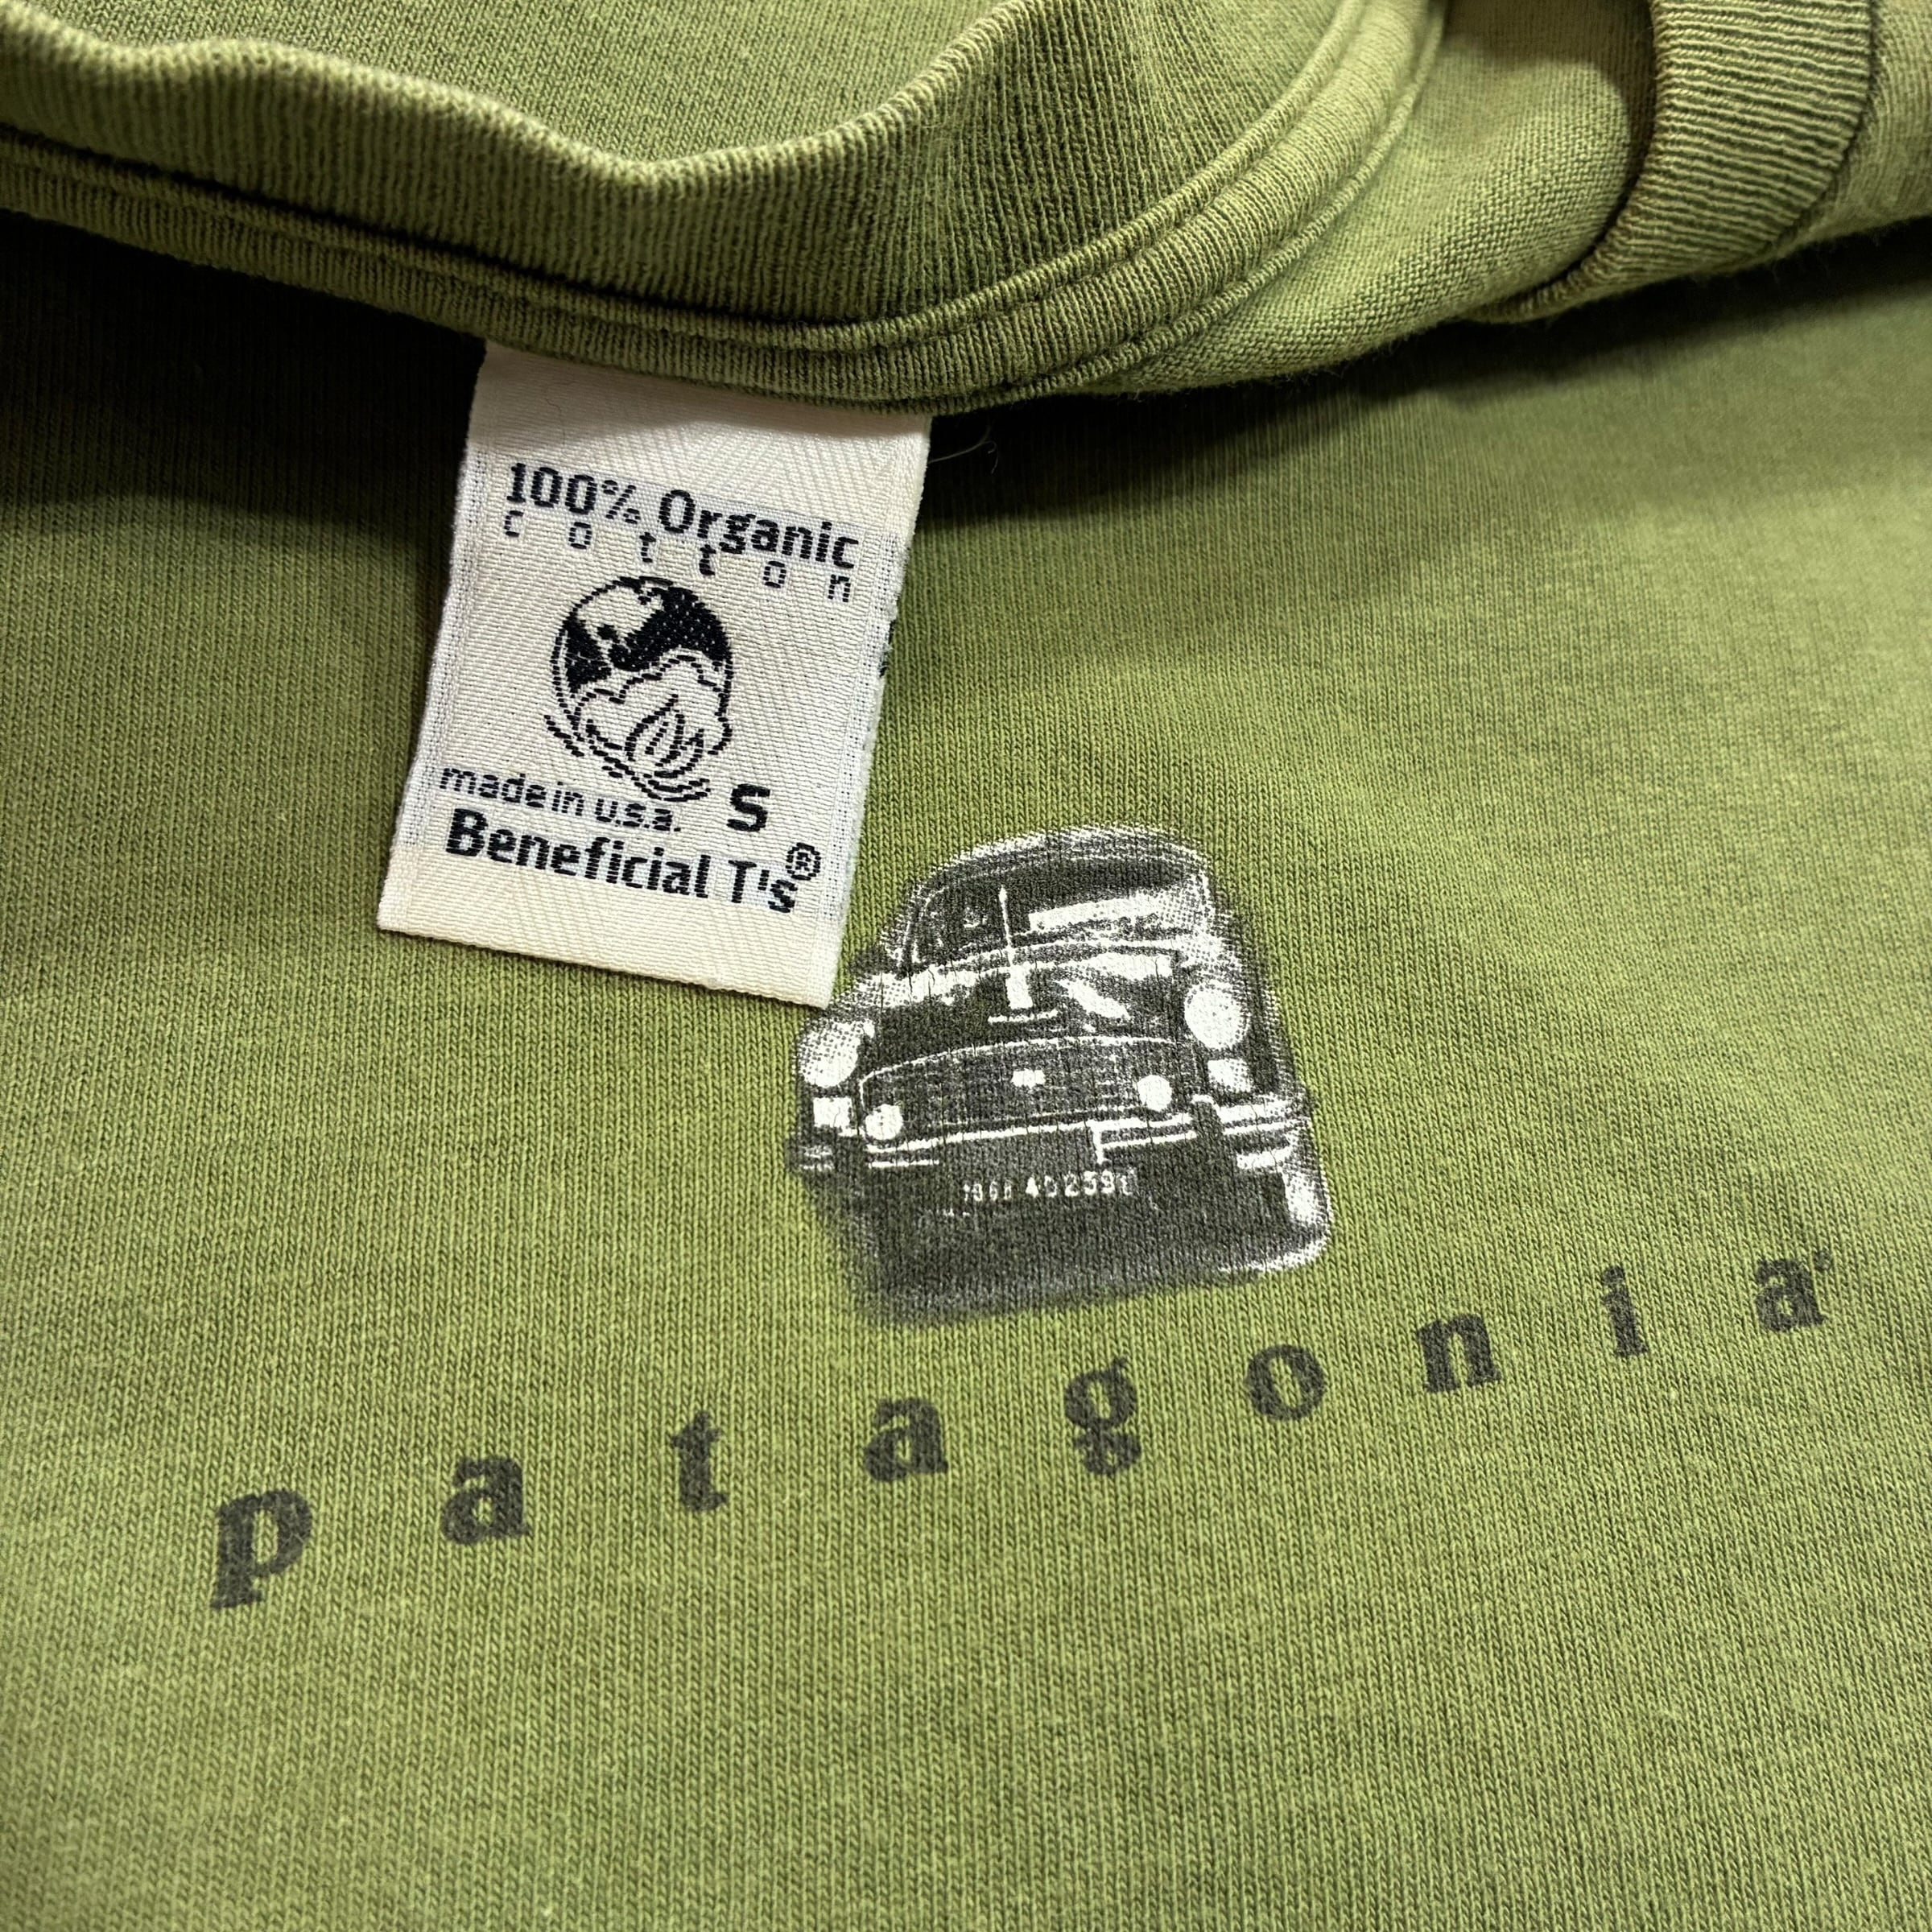 100% Organic
cotton
made in u.s.a. S
Beneficial T's®
patagonia